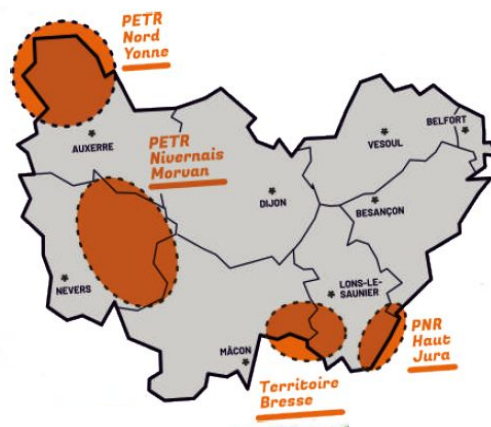 PETR
Nord
Yonne
AUXERRE
PETR
Nivernais
Morvan
VESOUL
BELFORT
DIJON
BESANÇON
NEVERS
LONS-LE-
SAUNIER
MÂCON
PNR
Haut
Jura
Territoire
Bresse